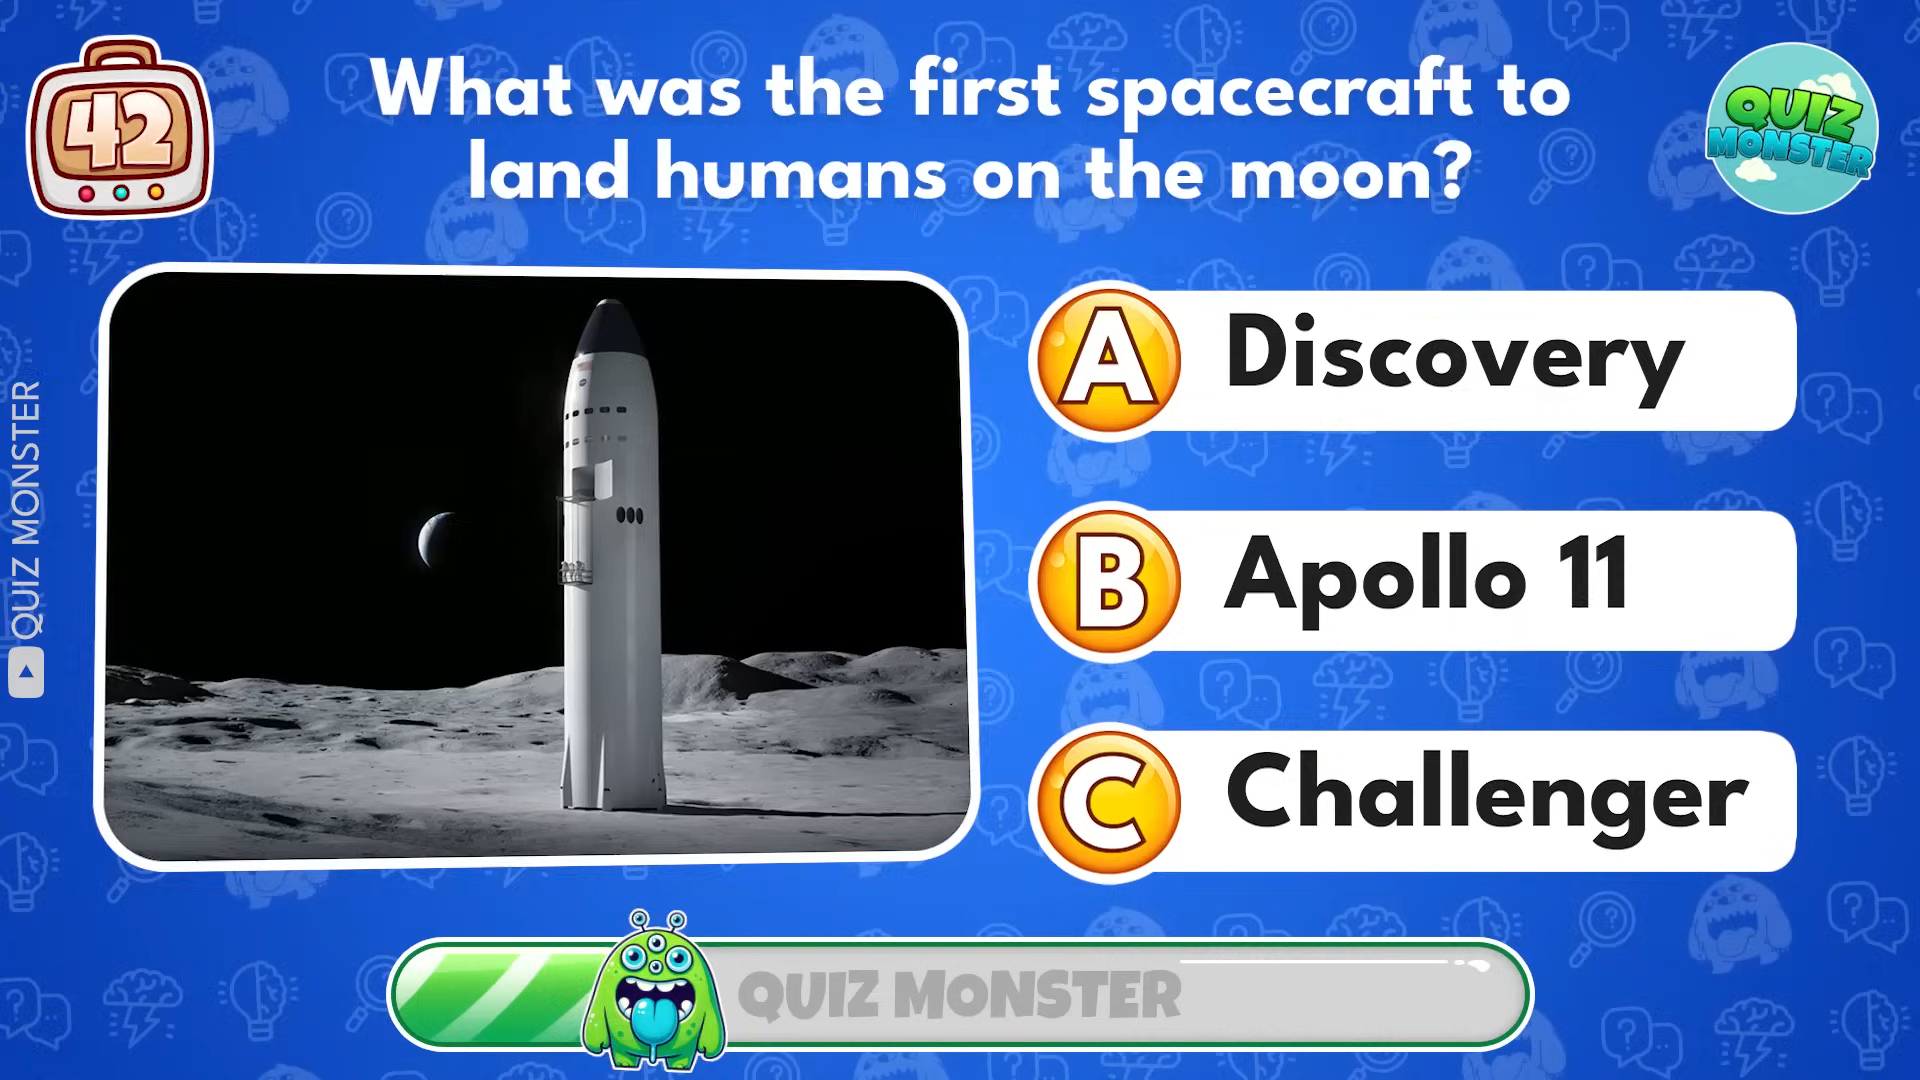 42
What was the first spacecraft to
land humans on the moon?
QUIZ
MONSTER
QUIZ MONSTER
A Discovery
B Apollo 11
C Challenger
QUIZ MONSTER